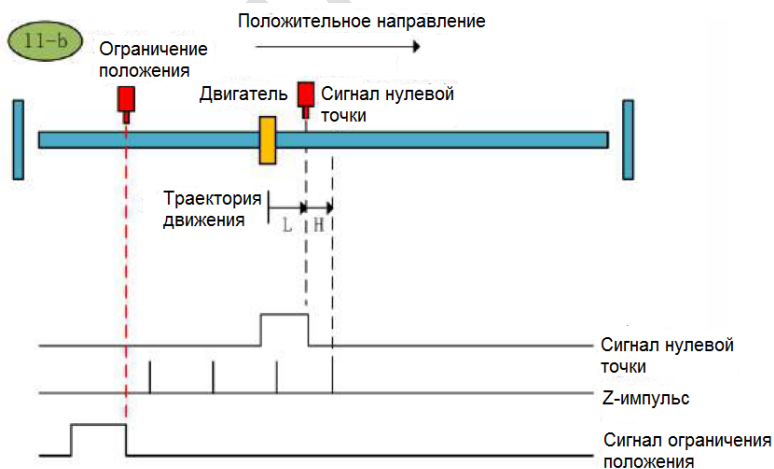 11-b
Положительное направление
Ограничение
положения
Двигатель
Сигнал нулевой
точки
Траектория
движения
L
H
Сигнал нулевой
точки
Z-импульс
Сигнал ограничения
положения